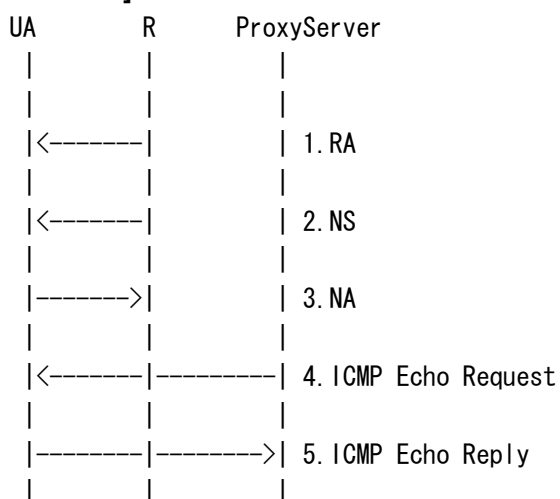 UA R ProxyServer
| | |
| | |
|<-------| | 1.RA
| | |
|<-------| | 2.NS
| | |
|------->| | 3.NA
| | |
|<-------|---------| 4.ICMP Echo Request
| | |
|--------|-------->| 5.ICMP Echo Reply
| | |